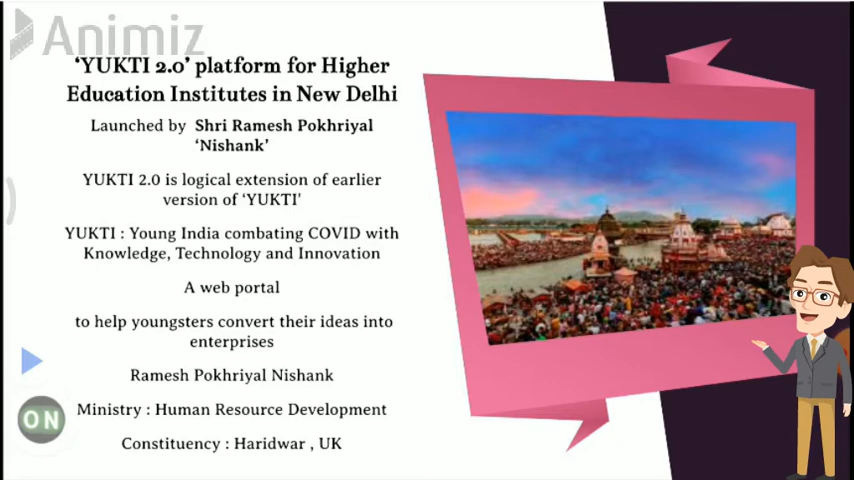 Animiz
‘YUKTI 2.0’ platform for Higher
Education Institutes in New Delhi
Launched by Shri Ramesh Pokhriyal
‘Nishank’
YUKTI 2.0 is logical extension of earlier
version of ‘YUKTI’
YUKTI : Young India combating COVID with
Knowledge, Technology and Innovation
A web portal
to help youngsters convert their ideas into
enterprises
Ramesh Pokhriyal Nishank
Ministry : Human Resource Development
ON
Constituency : Haridwar , UK